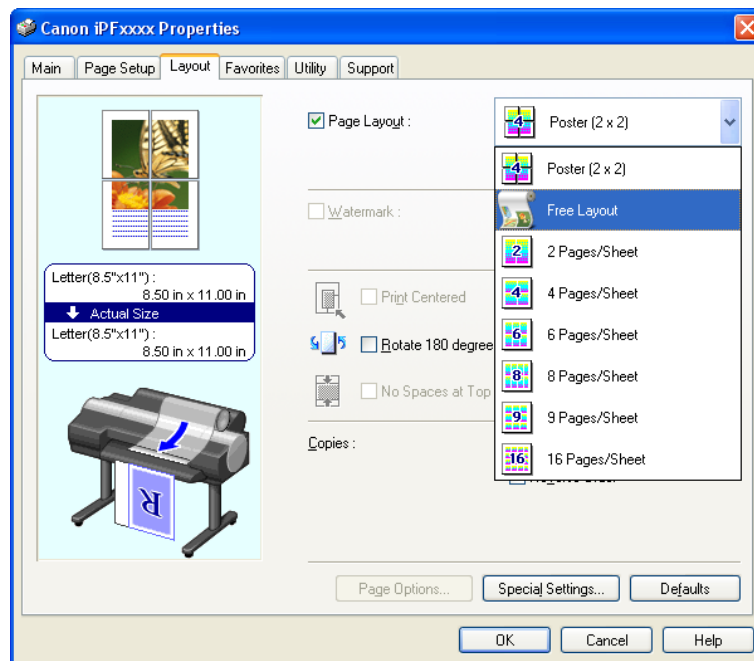 Canon iPFxxxx Properties
Main Page Setup Layout Favorites Utility Support
Page Layout :
Poster (2 x 2)
Poster (2 x 2)
Free Layout
2 Pages/Sheet
4 Pages/Sheet
6 Pages/Sheet
8 Pages/Sheet
9 Pages/Sheet
16 Pages/Sheet
Watermark :
Print Centered
Rotate 180 degree
No Spaces at Top
Copies :
Letter(8.5"x11") :
8.50 in x 11.00 in
Actual Size
Letter(8.5"x11") :
8.50 in x 11.00 in
R
Page Options... Special Settings... Defaults
OK Cancel Help